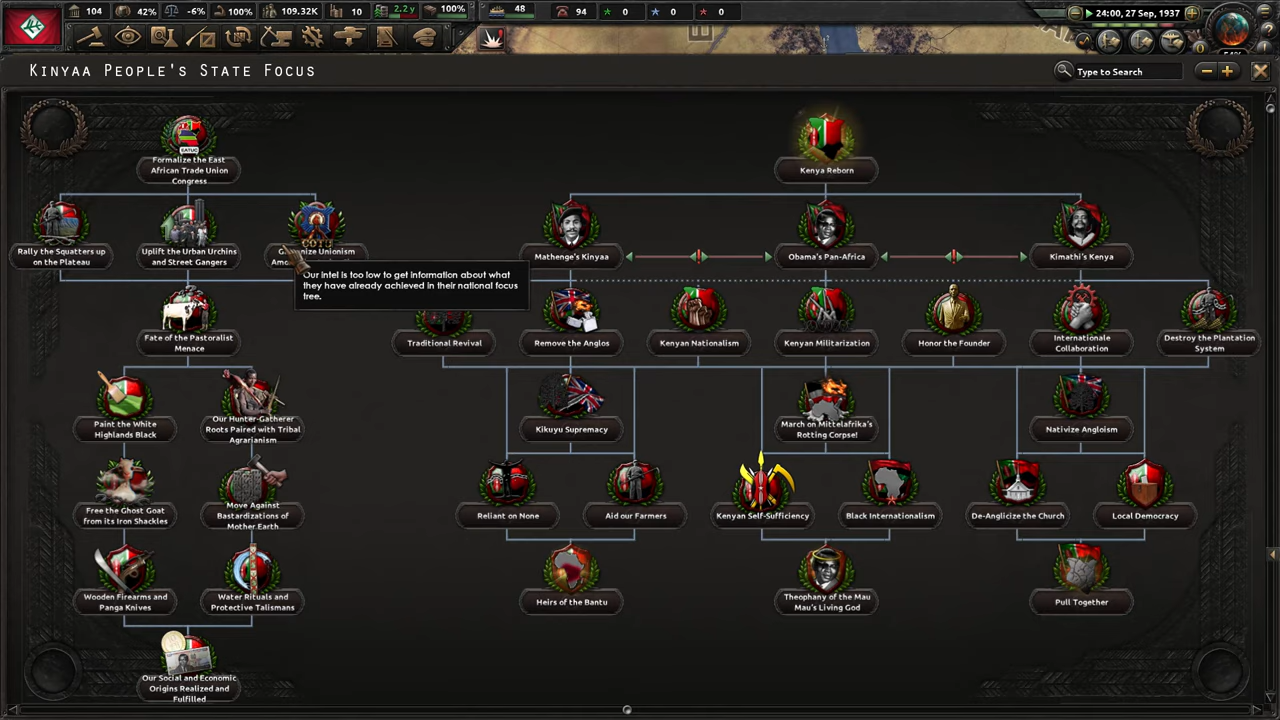 104
42%
-6%
100%
109.32K
10
2.2 y
100%
48
94
0
0
0
24:00, 27 Sep, 1937
54%
Kinyaa People's State Focus
Type to Search
EATUC
Formalize the East
African Trade Union
Congress
Kenya Reborn
Rally the Squatters up
on the Plateau
Uplift the Urban Urchins
and Street Gangers
COTU
Unionism
Our intel is too low to get information about what
they have already achieved in their national focus
tree.
Mathenge's Kinyaa
Obama's Pan-Africa
Kimathi's Kenya
Fate of the Pastoralist
Menace
Traditional Revival
Remove the Anglos
Kenyan Nationalism
Kenyan Militarization
Honor the Founder
Internationale
Collaboration
Destroy the Plantation
System
Paint the White
Highlands Black
Our Hunter-Gatherer
Roots Paired with Tribal
Agrarianism
Kikuyu Supremacy
March on Mittelafrika's
Rotting Corpse!
Nativize Angloism
Free the Ghost Goat
from its Iron Shackles
Move Against
Bastardizations of
Mother Earth
Reliant on None
Aid our Farmers
Kenyan Self-Sufficiency
Black Internationalism
De-Anglicize the Church
Local Democracy
Wooden Firearms and
Panga Knives
Water Rituals and
Protective Talismans
Heirs of the Bantu
Theophany of the Mau
Mau's Living God
Pull Together
Our Social and Economic
Origins Realized and
Fulfilled